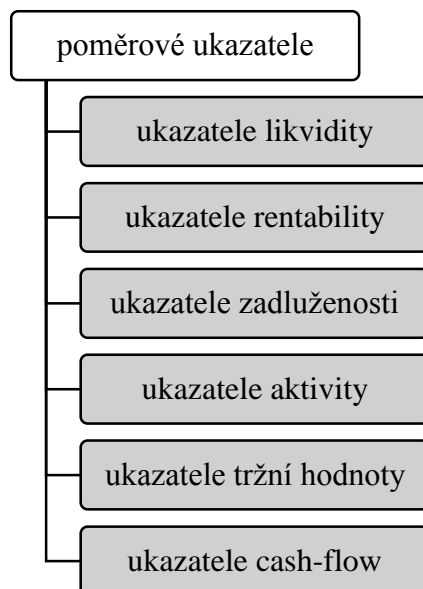 poměrové ukazatele
ukazatele likvidity
ukazatele rentability
ukazatele zadluženosti
ukazatele aktivity
ukazatele tržní hodnoty
ukazatele cash-flow